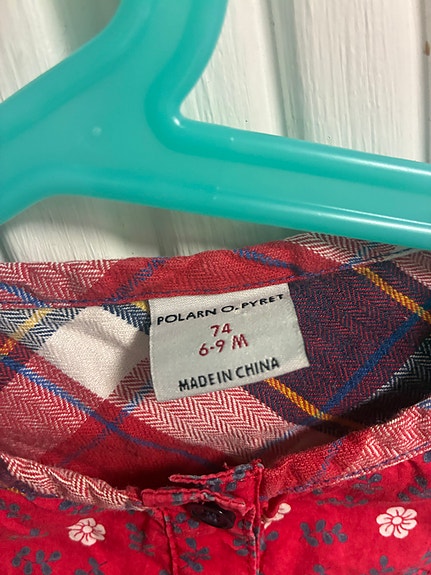 POLARN O. PYRET
74
6-9 M
MADE IN CHINA